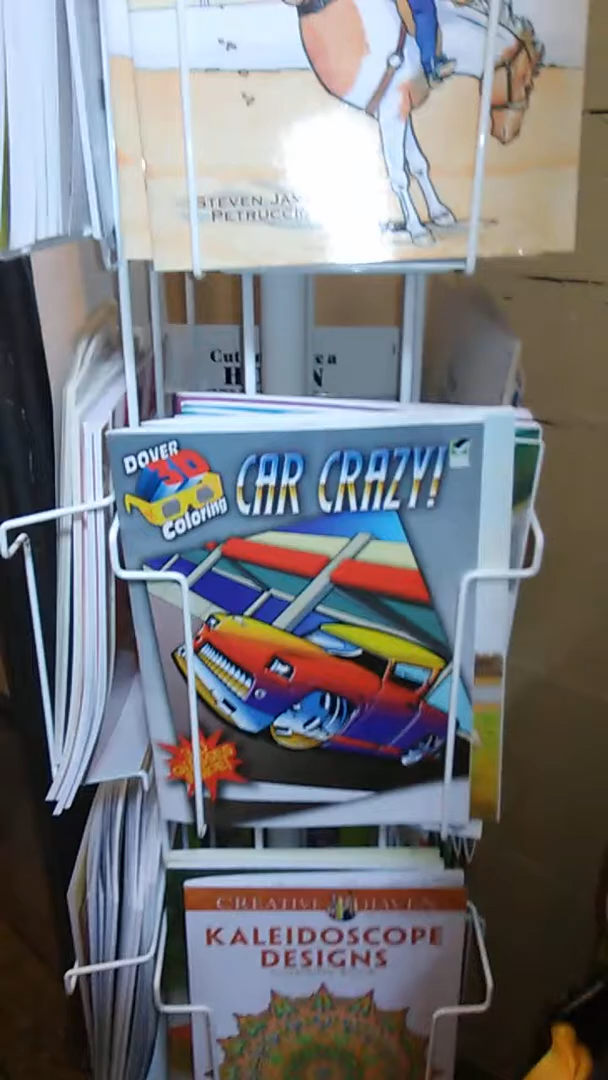 STEVEN JAMES
PETRUCCIO
DOVER
3D
Coloring
CAR CRAZY!
CREATIVE HAVEN
KALEIDOSCOPE
DESIGNS